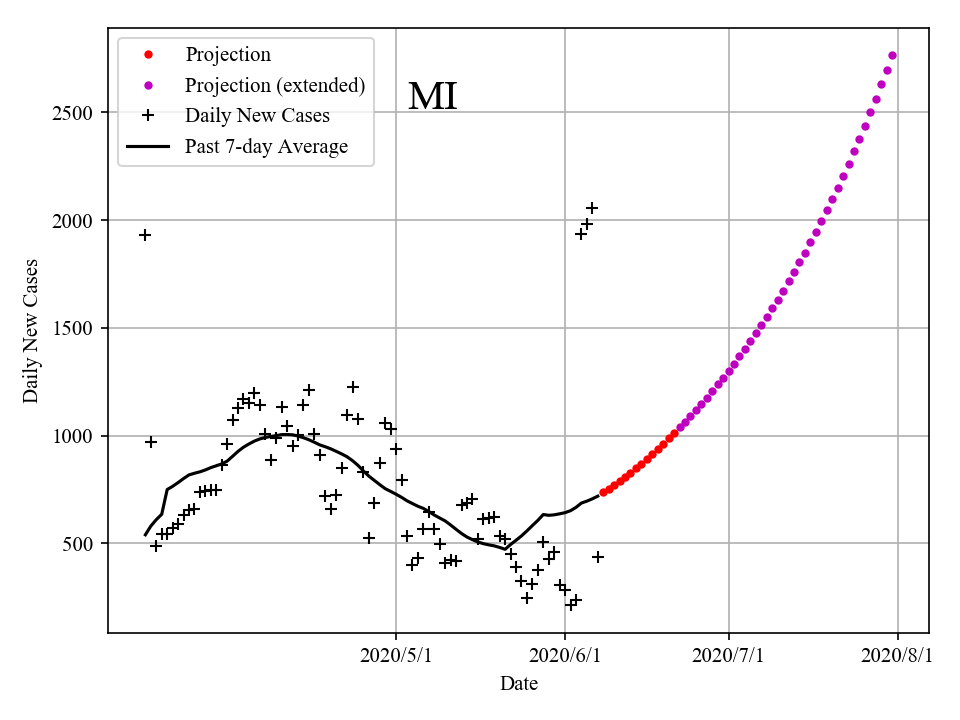 Projection
Projection (extended)
Daily New Cases
Past 7-day Average
MI
2500
2000
1500
1000
500
Daily New Cases
2020/5/1
2020/6/1
2020/7/1
2020/8/1
Date